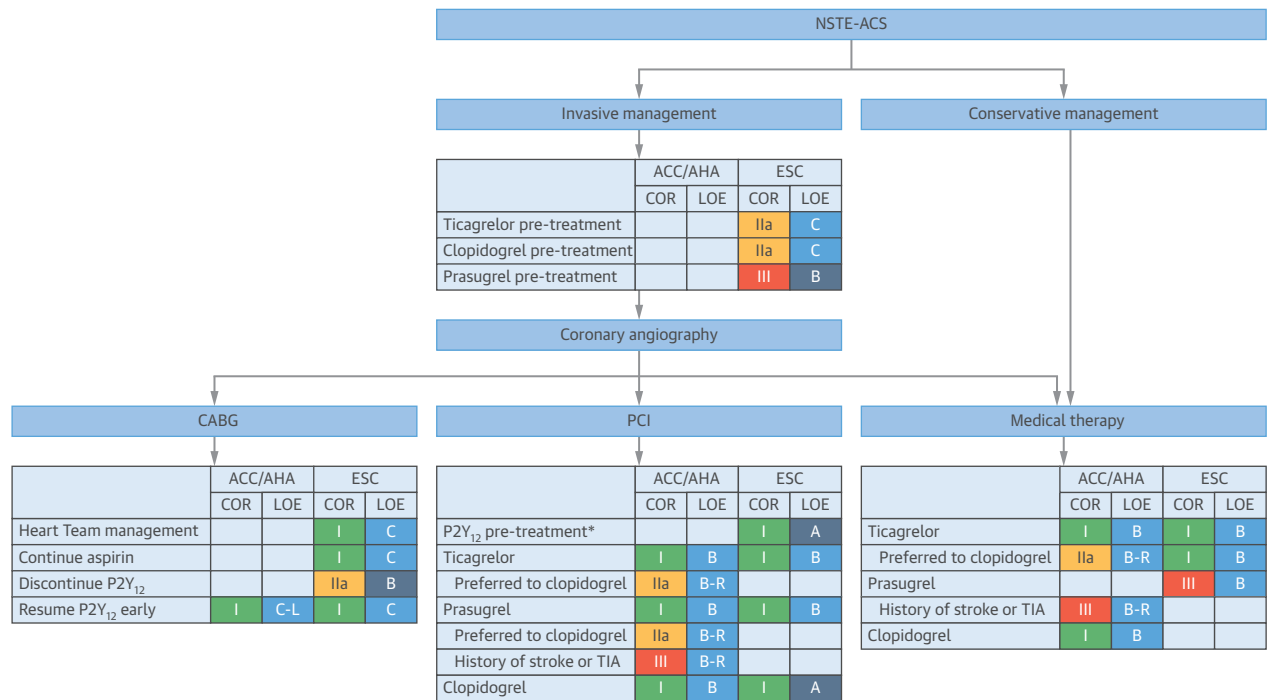 NSTE-ACS
Invasive management
Conservative management
ACC/AHA ESC
COR LOE COR LOE
Ticagrelor pre-treatment IIa C
Clopidogrel pre-treatment IIa C
Prasugrel pre-treatment III B
Coronary angiography
CABG
ACC/AHA ESC
COR LOE COR LOE
Heart Team management I C
Continue aspirin I C
Discontinue P2Y₁₂ IIa B
Resume P2Y₁₂ early I C-L I C
PCI
ACC/AHA ESC
COR LOE COR LOE
P2Y₁₂ pre-treatment* I A
Ticagrelor I B I B
Preferred to clopidogrel IIa B-R
Prasugrel I B I B
Preferred to clopidogrel IIa B-R
History of stroke or TIA III B-R
Clopidogrel I B I A
Medical therapy
ACC/AHA ESC
COR LOE COR LOE
Ticagrelor I B I B
Preferred to clopidogrel IIa B-R I B
Prasugrel III B
History of stroke or TIA III B-R
Clopidogrel I B